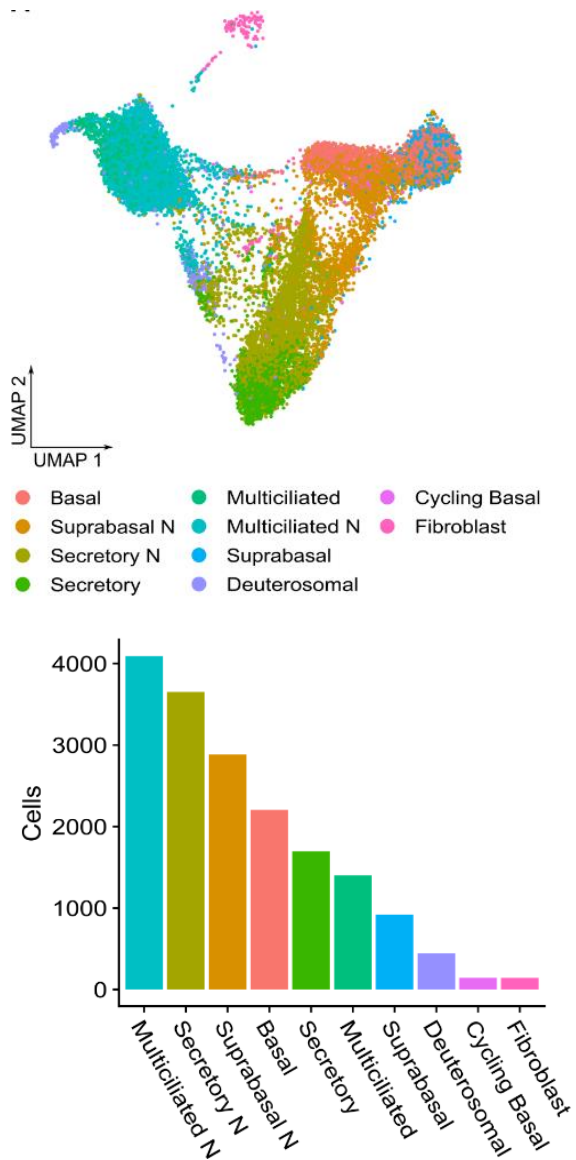 UMAP 2
UMAP 1
Basal
Suprabasal N
Secretory N
Secretory
Multiciliated
Multiciliated N
Suprabasal
Deuterosomal
Cycling Basal
Fibroblast
Cells
4000
3000
2000
1000
0
Multiciliated N
Secretory N
Suprabasal N
Basal
Secretory
Multiciliated
Suprabasal
Deuterosomal
Cycling Basal
Fibroblast